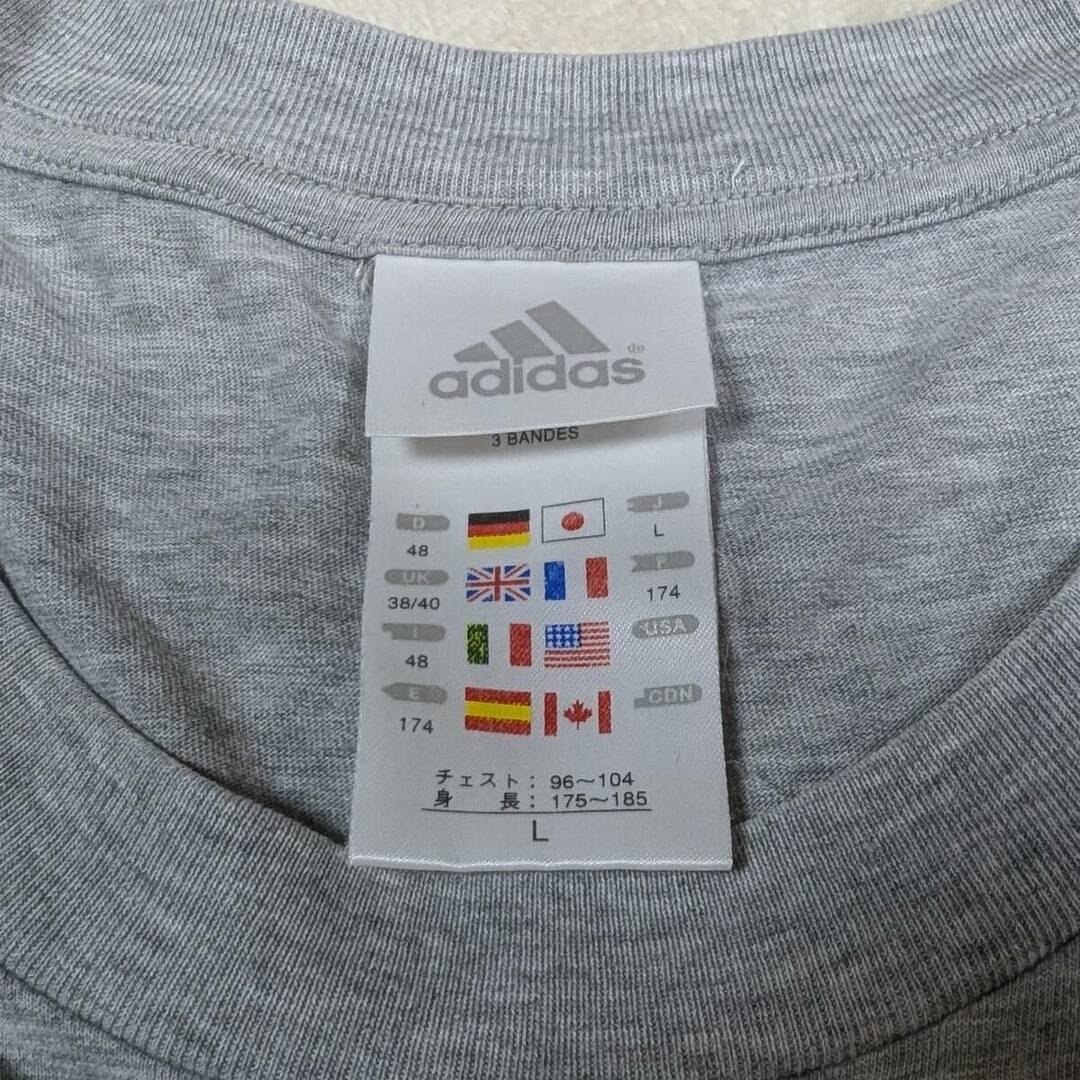 adidas®
3 BANDES
D J
48 L
UK F
38/40 174
I USA
48
E CDN
174
チェスト：96～104
身　長：175～185
L